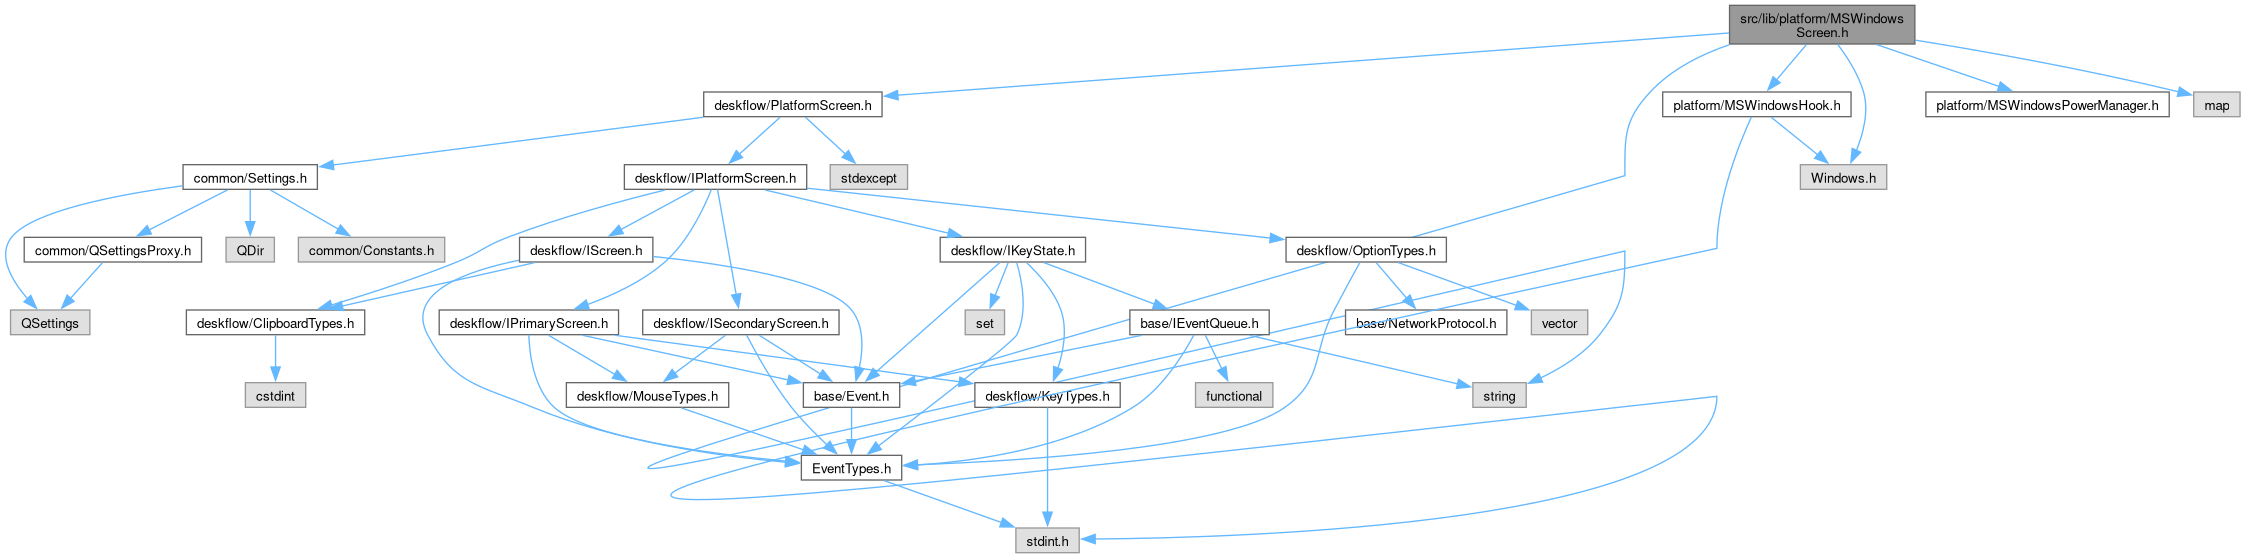 src/lib/platform/MSWindows
Screen.h
deskflow/PlatformScreen.h
platform/MSWindowsHook.h
platform/MSWindowsPowerManager.h
map
common/Settings.h
deskflow/IPlatformScreen.h
stdexcept
Windows.h
common/QSettingsProxy.h
QDir
common/Constants.h
deskflow/IScreen.h
deskflow/IKeyState.h
deskflow/OptionTypes.h
QSettings
deskflow/ClipboardTypes.h
deskflow/IPrimaryScreen.h
deskflow/ISecondaryScreen.h
set
base/IEventQueue.h
base/NetworkProtocol.h
vector
cstdint
deskflow/MouseTypes.h
base/Event.h
deskflow/KeyTypes.h
functional
string
EventTypes.h
stdint.h